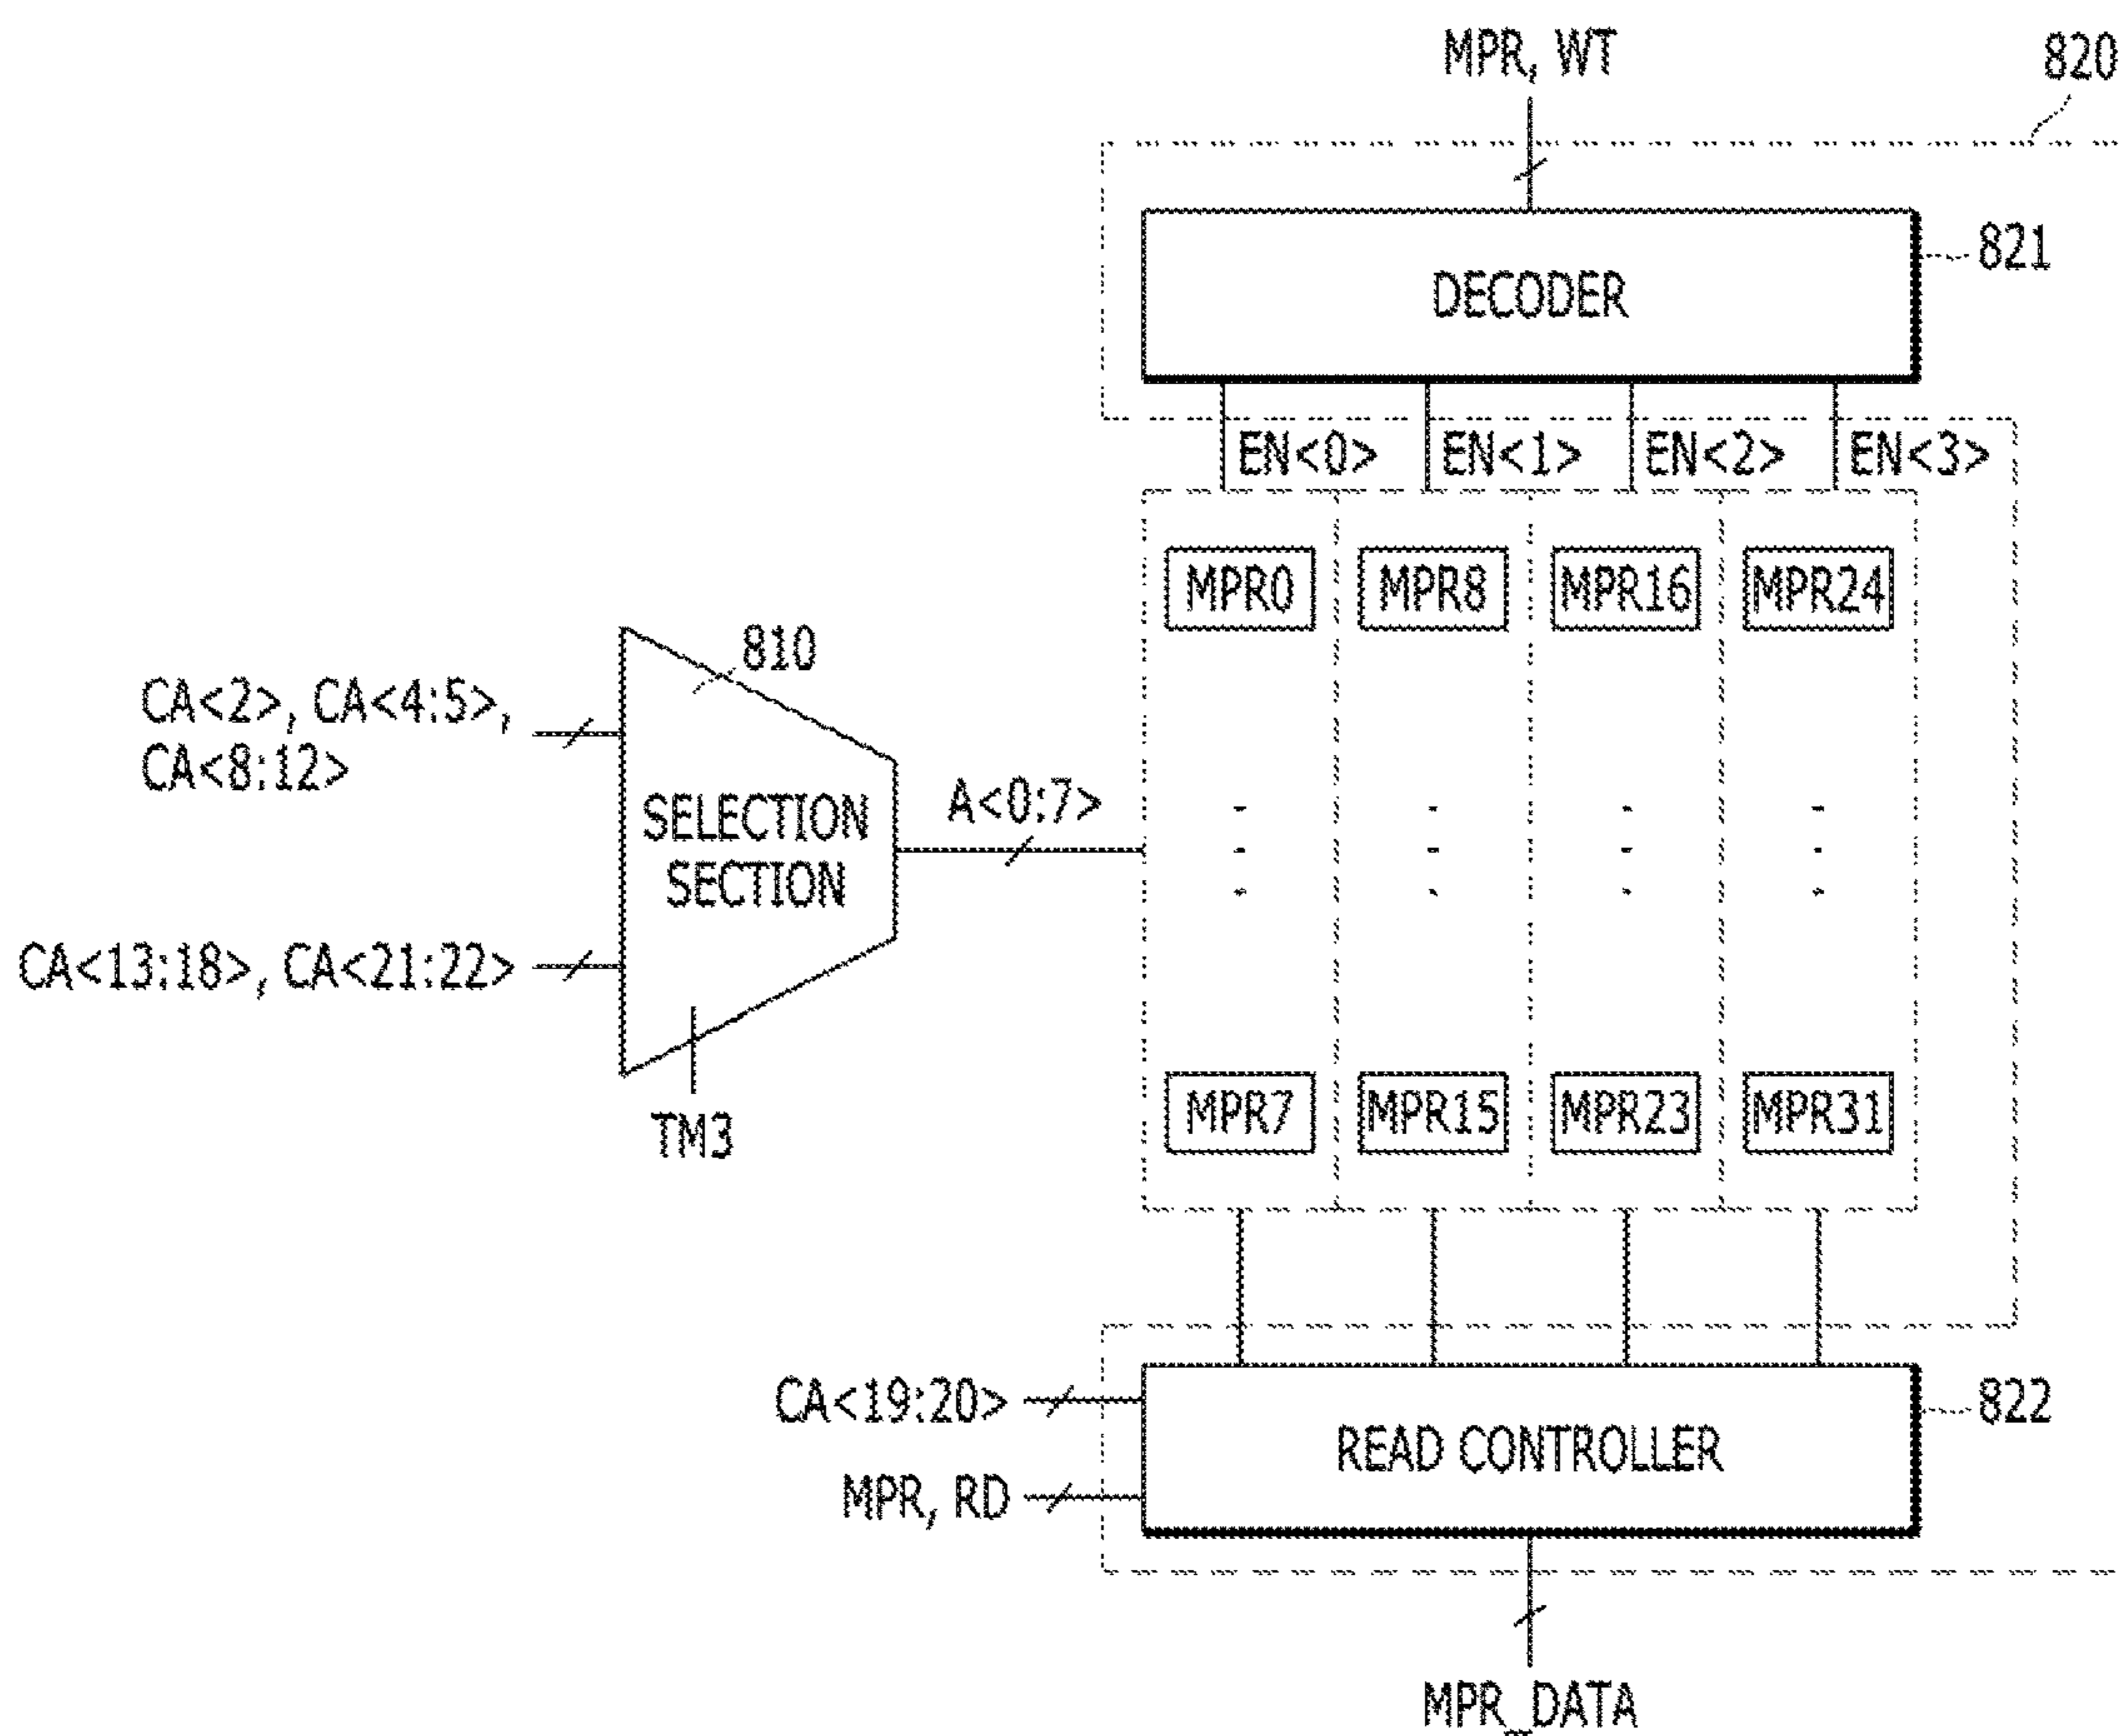 MPR, WT
820
DECODER
821
EN<0>
EN<1>
EN<2>
EN<3>
MPR0
MPR8
MPR16
MPR24
810
CA<2>, CA<4:5>,
CA<8:12>
SELECTION
SECTION
A<0:7>
CA<13:18>, CA<21:22>
TM3
MPR7
MPR15
MPR23
MPR31
CA<19:20>
READ CONTROLLER
822
MPR, RD
MPR_DATA